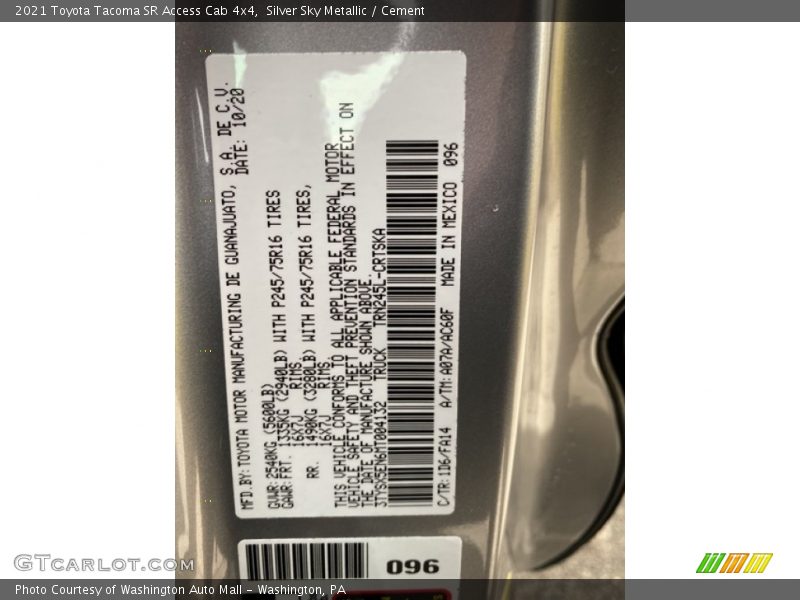 2021 Toyota Tacoma SR Access Cab 4x4,  Silver Sky Metallic / Cement
MFD.BY:TOYOTA MOTOR MANUFACTURING DE GUANAJUATO, S.A. DE C.V.
DATE: 10/20
GVWR:2540KG (5600LB)
GAWR:FRT. 1335KG (2940LB) WITH P245/75R16 TIRES
16X7J RIMS
RR. 1490KG (3280LB) WITH P245/75R16 TIRES,
16X7J RIMS
THIS VEHICLE CONFORMS TO ALL APPLICABLE FEDERAL MOTOR
VEHICLE SAFETY AND THEFT PREVENTION STANDARDS IN EFFECT ON
THE DATE OF MANUFACTURE SHOWN ABOVE.
3TYSX5EN6MT004132 TRUCK TRN245L-CRTSKA
C/TR:1D6/FA14 A/TM:A07A/AC60F MADE IN MEXICO 096
096
GTCARLOT.COM
Photo Courtesy of Washington Auto Mall - Washington, PA